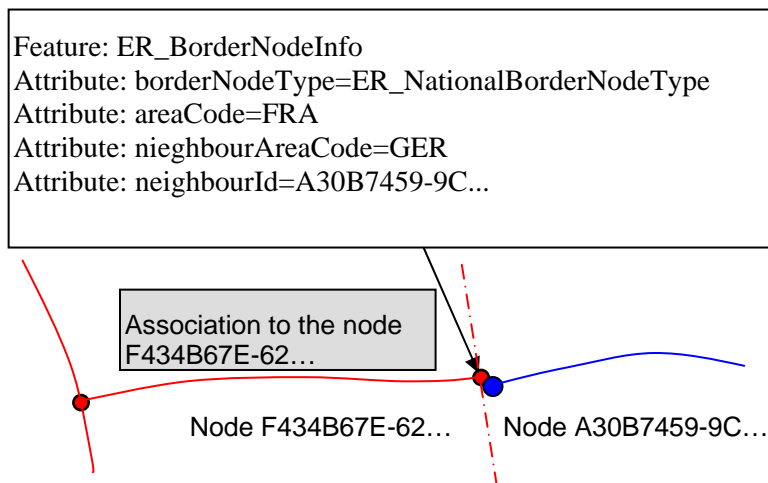 Feature: ER_BorderNodeInfo
Attribute: borderNodeType=ER_NationalBorderNodeType
Attribute: areaCode=FRA
Attribute: nieghbourAreaCode=GER
Attribute: neighbourId=A30B7459-9C...
Association to the node
F434B67E-62…
Node F434B67E-62… Node A30B7459-9C…